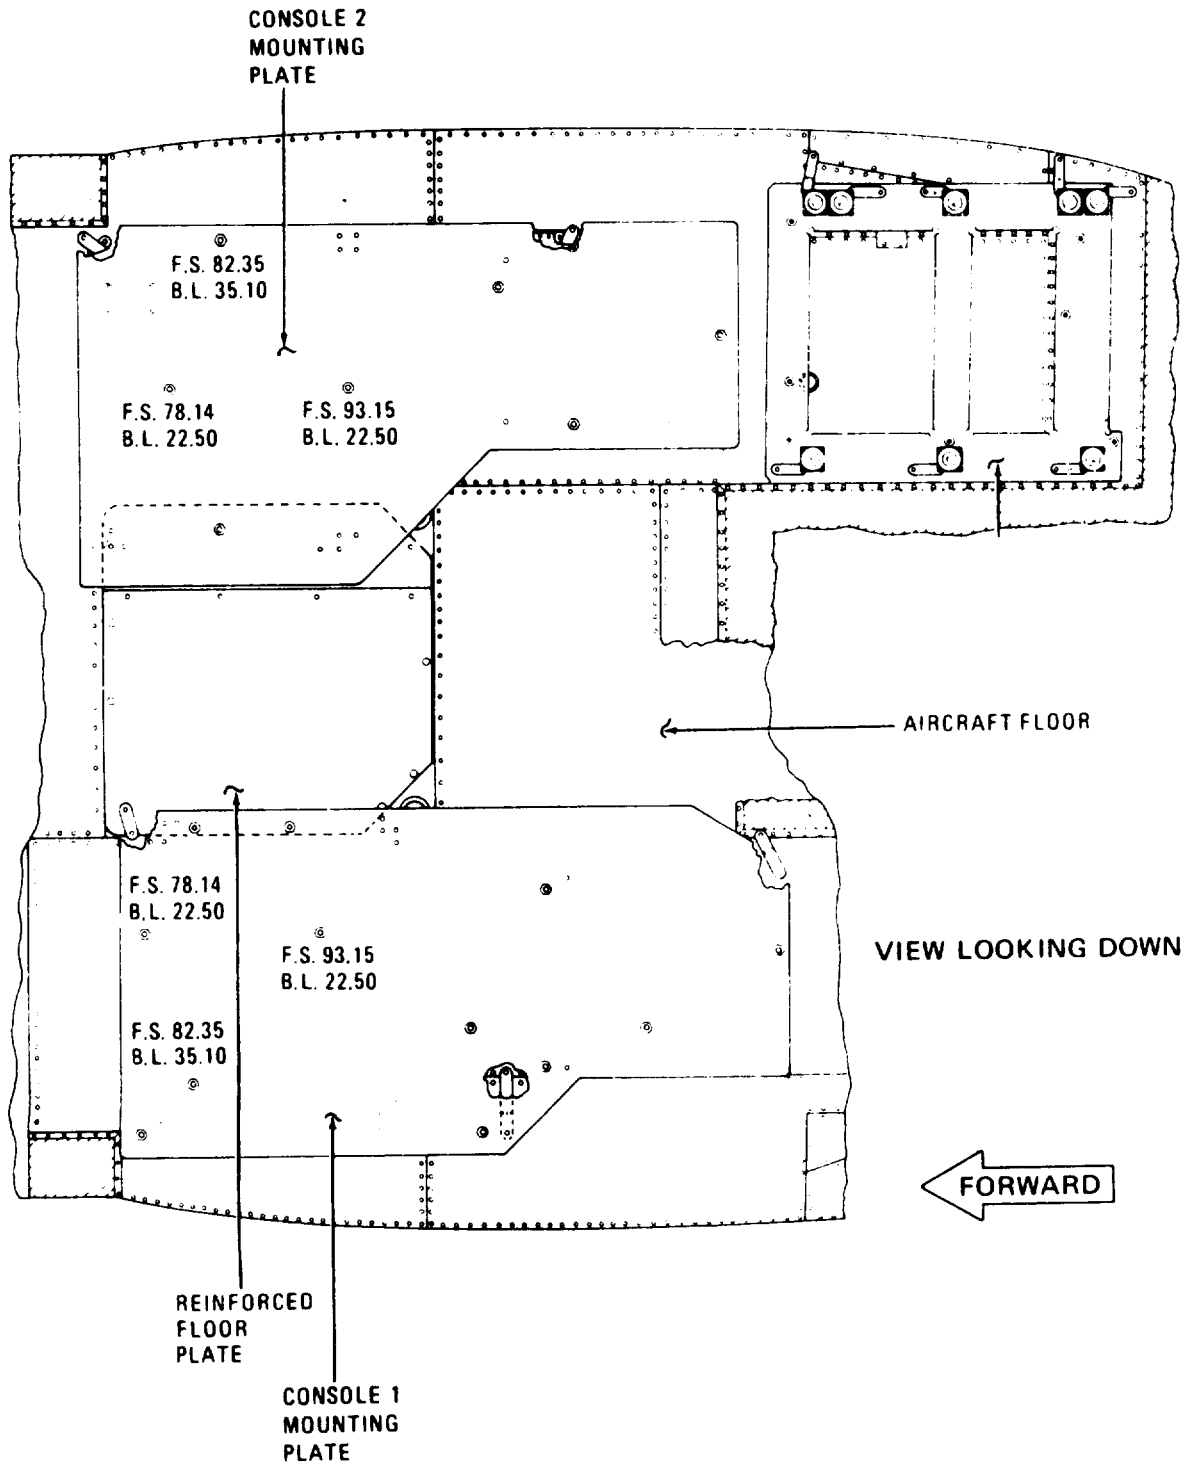 CONSOLE 2
MOUNTING
PLATE
F.S. 82.35
B.L. 35.10
F.S. 78.14
B.L. 22.50
F.S. 93.15
B.L. 22.50
AIRCRAFT FLOOR
F.S. 78.14
B.L. 22.50
F.S. 93.15
B.L. 22.50
VIEW LOOKING DOWN
F.S. 82.35
B.L. 35.10
FORWARD
REINFORCED
FLOOR
PLATE
CONSOLE 1
MOUNTING
PLATE